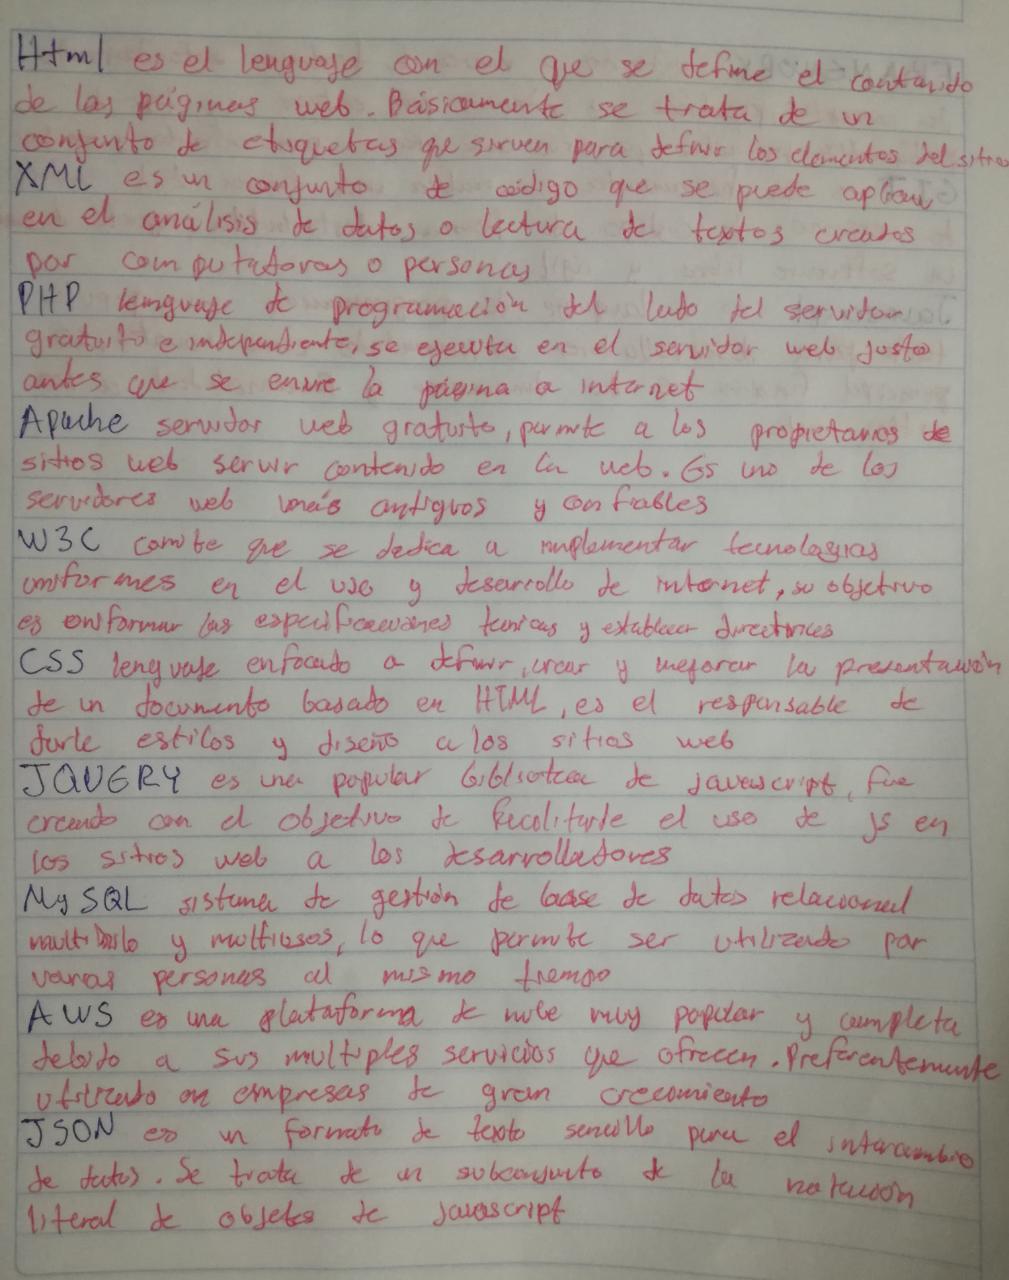 Html es el lenguaje con el que se define el contenido
de las páginas web. Básicamente se trata de un
conjunto de etiquetas que sirven para definir los elementos del sitio
XML es un conjunto de código que se puede aplicar
en el análisis de datos o lectura de textos creados
por computadoras o personas
PHP lenguaje de programación del lado del servidor
gratuito e independiente, se ejecuta en el servidor web justo
antes que se envie la página a internet
Apache servidor web gratuito, permite a los propietarios de
sitios web servir contenido en la web. Es uno de los
servidores web más antiguos y confiables
W3C comite que se dedica a implementar tecnologias
uniformes en el uso y desarrollo de internet, su objetivo
es conformar las especificaciones tecnicas y establecer directrices
CSS lenguaje enfocado a definir, crear y mejorar la presentación
de un documento basado en HTML, es el responsable de
darle estilos y diseño a los sitios web
JQUERY es una popular biblioteca de javascript, fue
creando con el objetivo de facilitarle el uso de js en
los sitios web a los desarrolladores
MySQL sistema de gestión de base de datos relacional
multihilo y multiusos, lo que permite ser utilizado por
varias personas al mismo tiempo
AWS es una plataforma de nube muy popular y completa
debido a sus multiples servicios que ofrecen. Preferentemente
utilizado en empresas de gran crecimiento
JSON es un formato de texto sencillo para el intercambio
de datos. Se trata de un subconjunto de la notación
literal de objetos de javascript